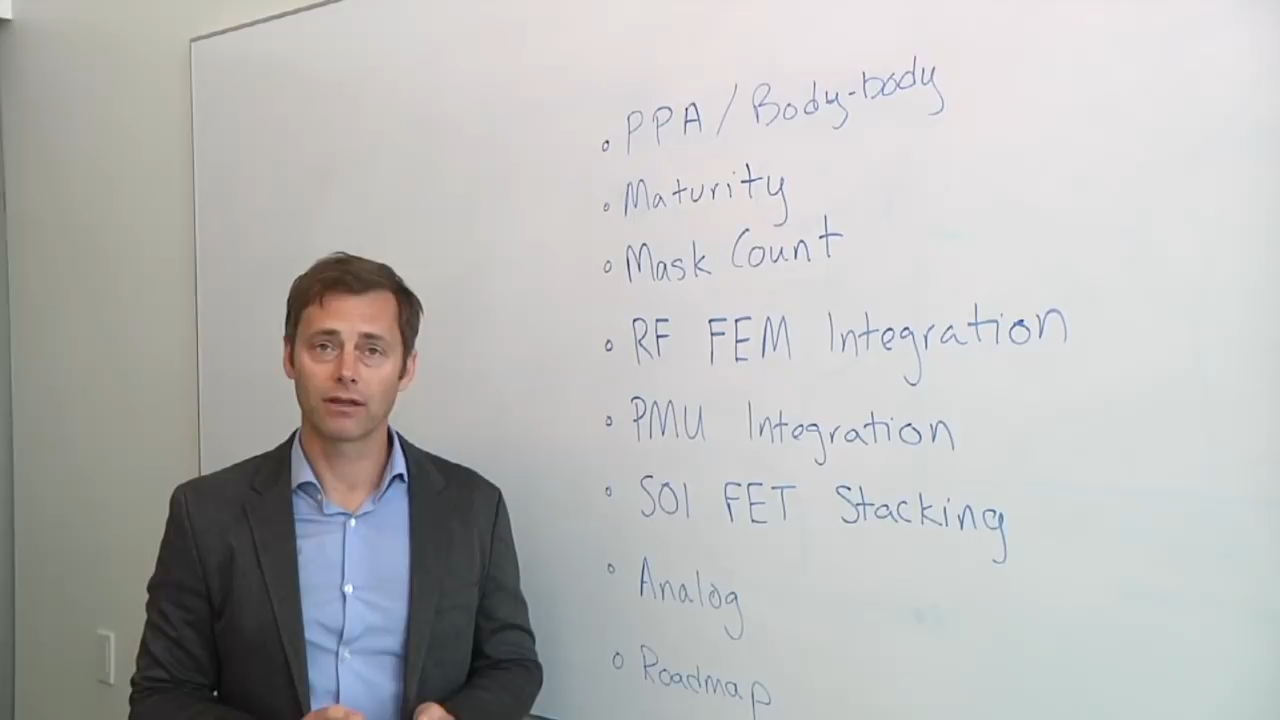 ◦ PPA / Body-body
◦ Maturity
◦ Mask Count
◦ RF FEM Integration
◦ PMU Integration
◦ SOI FET Stacking
◦ Analog
◦ Roadmap